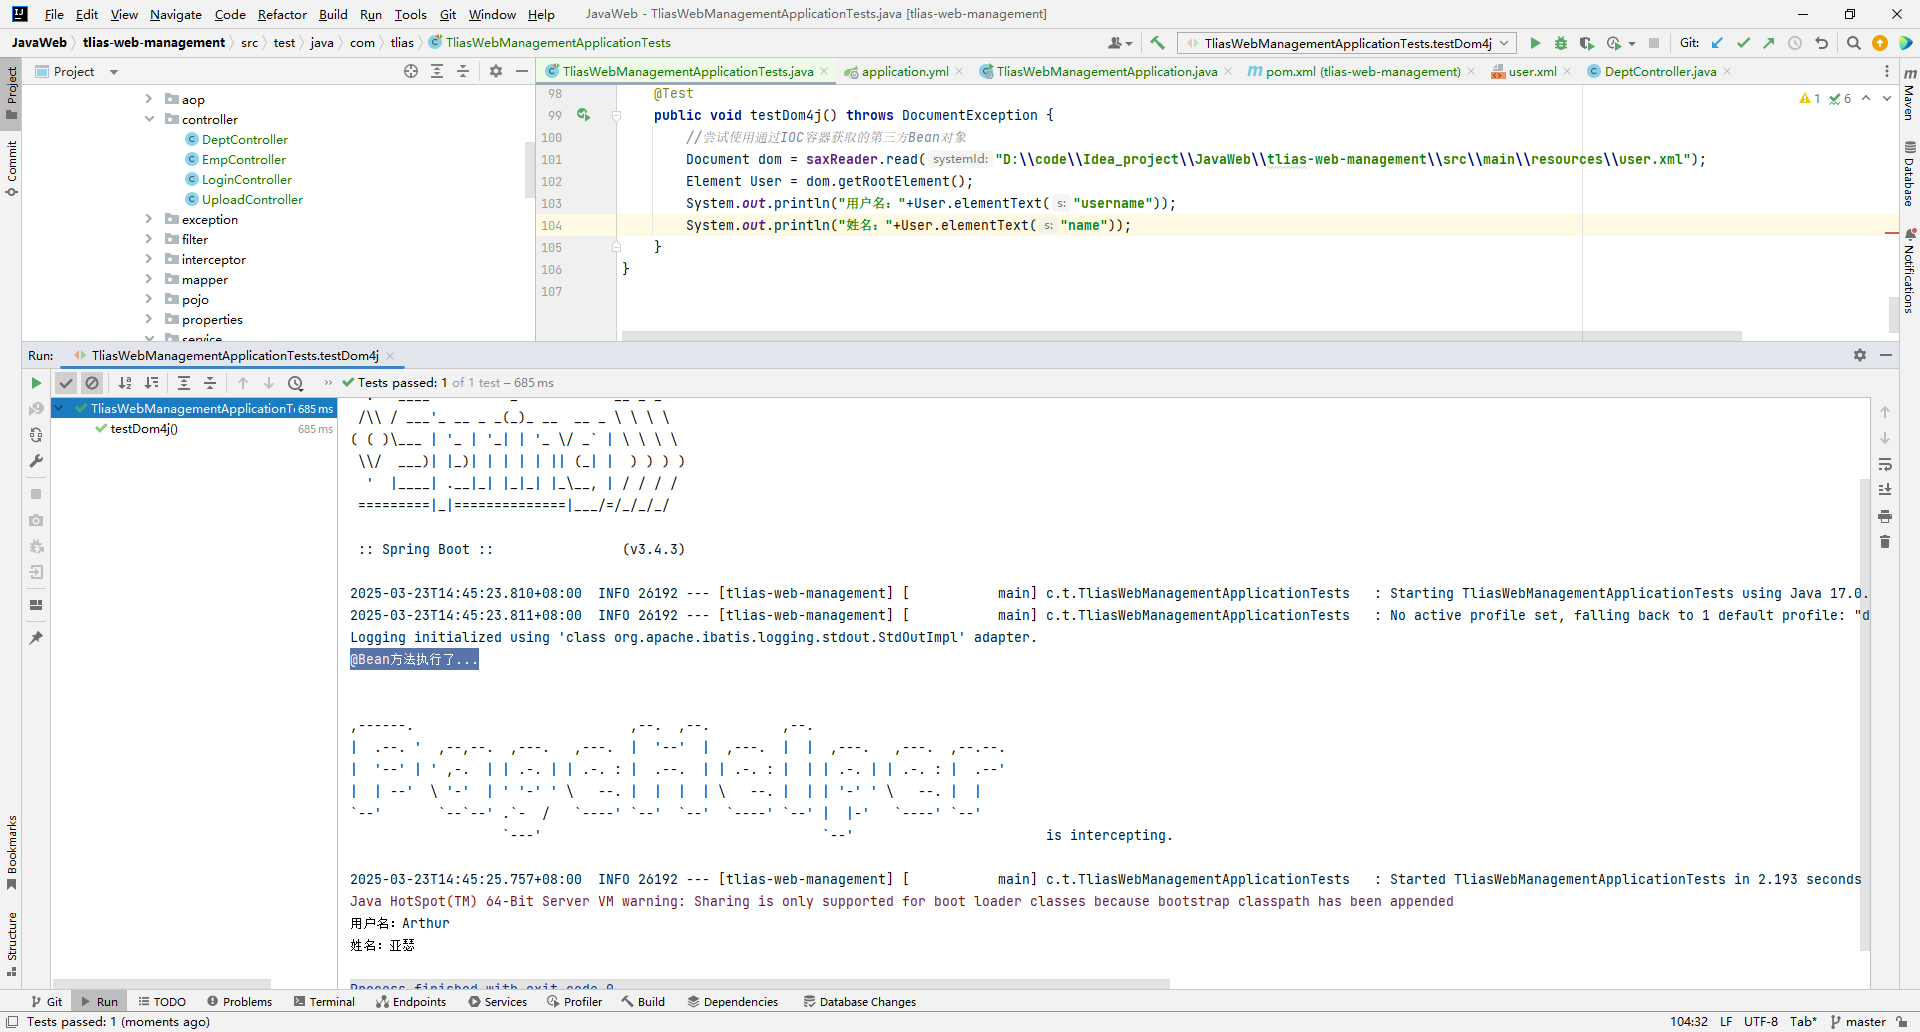 File Edit View Navigate Code Refactor Build Run Tools Git Window Help JavaWeb - TliasWebManagementApplicationTests.java [tlias-web-management]
JavaWeb tlias-web-management src test java com tlias TliasWebManagementApplicationTests TliasWebManagementApplicationTests.testDom4j Git:
Project TliasWebManagementApplicationTests.java application.yml TliasWebManagementApplication.java pom.xml (tlias-web-management) user.xml DeptController.java
Project
Commit
Bookmarks
Structure
Maven
Database
Notifications
aop
controller
DeptController
EmpController
LoginController
UploadController
exception
filter
interceptor
mapper
pojo
properties
service
1 6
98 @Test
99 public void testDom4j() throws DocumentException {
100 //尝试使用通过IOC容器获取的第三方Bean对象
101 Document dom = saxReader.read( systemId: "D:\\code\\Idea_project\\JavaWeb\\tlias-web-management\\src\\main\\resources\\user.xml");
102 Element User = dom.getRootElement();
103 System.out.println("用户名："+User.elementText( s: "username"));
104 System.out.println("姓名："+User.elementText( s: "name"));
105 }
106 }
107
Run: TliasWebManagementApplicationTests.testDom4j
Tests passed: 1 of 1 test – 685 ms
TliasWebManagementApplicationT 685 ms
testDom4j() 685 ms
:: Spring Boot :: (v3.4.3)
2025-03-23T14:45:23.810+08:00 INFO 26192 --- [tlias-web-management] [ main] c.t.TliasWebManagementApplicationTests : Starting TliasWebManagementApplicationTests using Java 17.0.
2025-03-23T14:45:23.811+08:00 INFO 26192 --- [tlias-web-management] [ main] c.t.TliasWebManagementApplicationTests : No active profile set, falling back to 1 default profile: "d
Logging initialized using 'class org.apache.ibatis.logging.stdout.StdOutImpl' adapter.
@Bean方法执行了...
PageHelper is intercepting.
2025-03-23T14:45:25.757+08:00 INFO 26192 --- [tlias-web-management] [ main] c.t.TliasWebManagementApplicationTests : Started TliasWebManagementApplicationTests in 2.193 seconds
Java HotSpot(TM) 64-Bit Server VM warning: Sharing is only supported for boot loader classes because bootstrap classpath has been appended
用户名：Arthur
姓名：亚瑟
Process finished with exit code 0
Git Run TODO Problems Terminal Endpoints Services Profiler Build Dependencies Database Changes
Tests passed: 1 (moments ago) 104:32 LF UTF-8 Tab* master